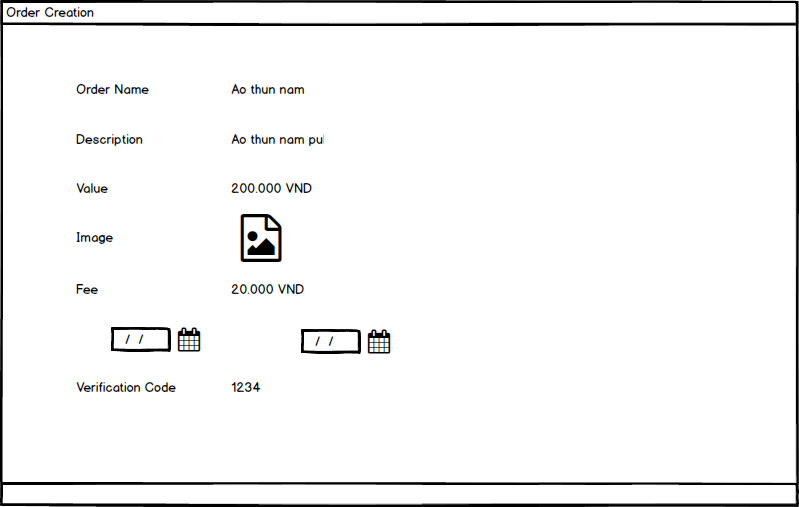 Order Creation
Order Name Ao thun nam
Description Ao thun nam pul
Value 200.000 VND
Image
Fee 20.000 VND
/ / / /
Verification Code 1234